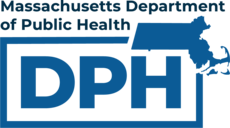 Massachusetts Department
of Public Health
DPH